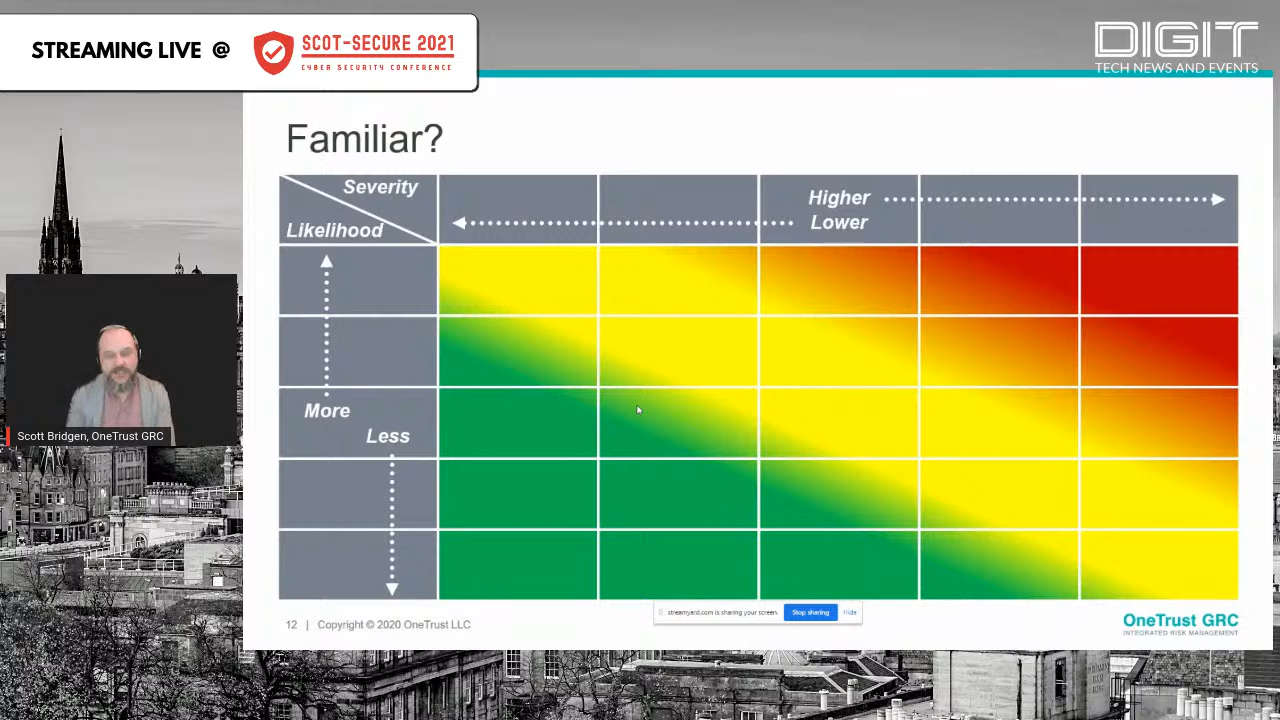 STREAMING LIVE @
SCOT-SECURE 2021
CYBER SECURITY CONFERENCE
DIGIT
TECH NEWS AND EVENTS
Familiar?
Severity
Likelihood
Higher
Lower
More
Less
Scott Bridgen, OneTrust GRC
streamyard.com is sharing your screen.
Stop sharing
Hide
12 | Copyright © 2020 OneTrust LLC
OneTrust GRC
INTEGRATED RISK MANAGEMENT